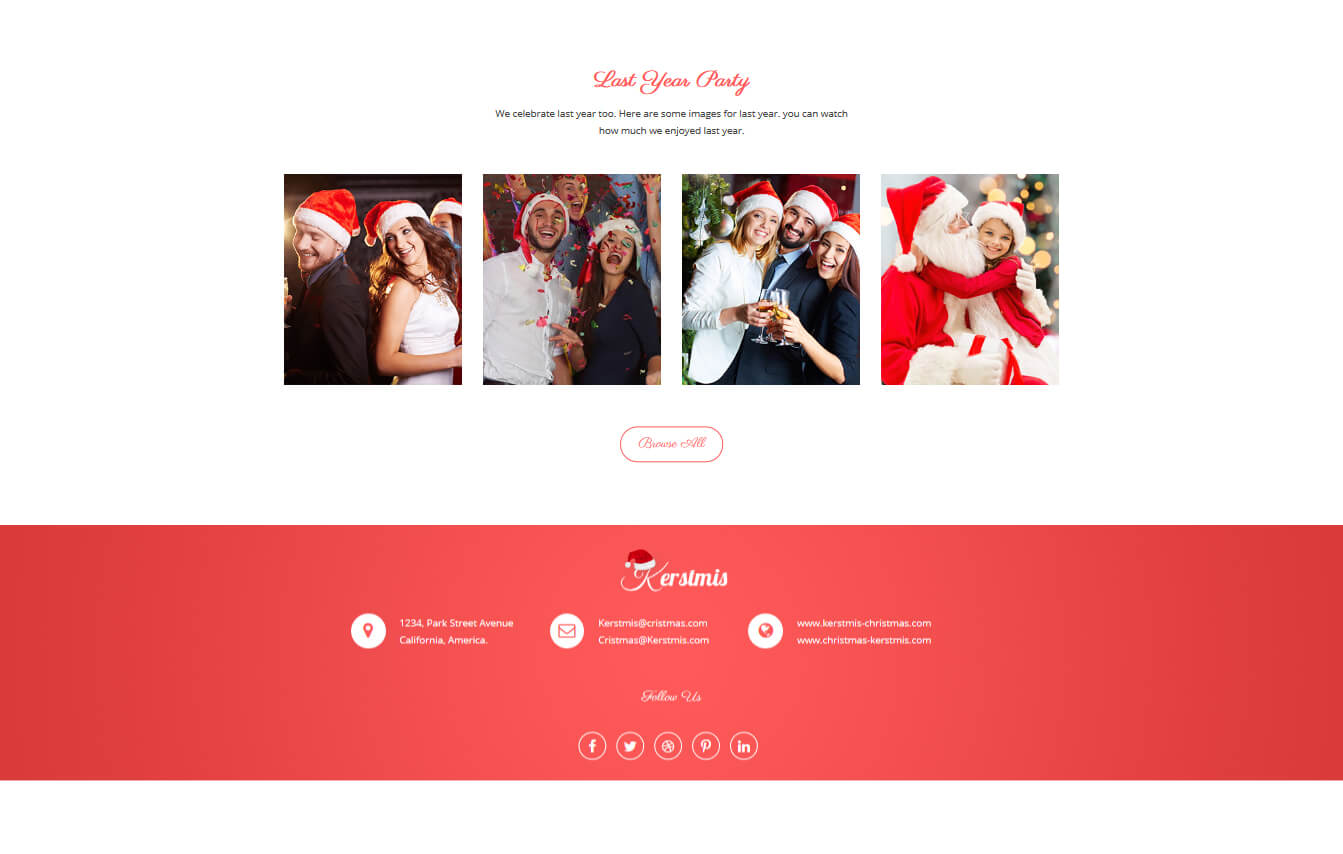 Last Year Party
We celebrate last year too. Here are some images for last year. you can watch
how much we enjoyed last year.
Browse All
Kerstmis
1234, Park Street Avenue
California, America.
Kerstmis@cristmas.com
Cristmas@Kerstmis.com
www.kerstmis-christmas.com
www.christmas-kerstmis.com
Follow Us